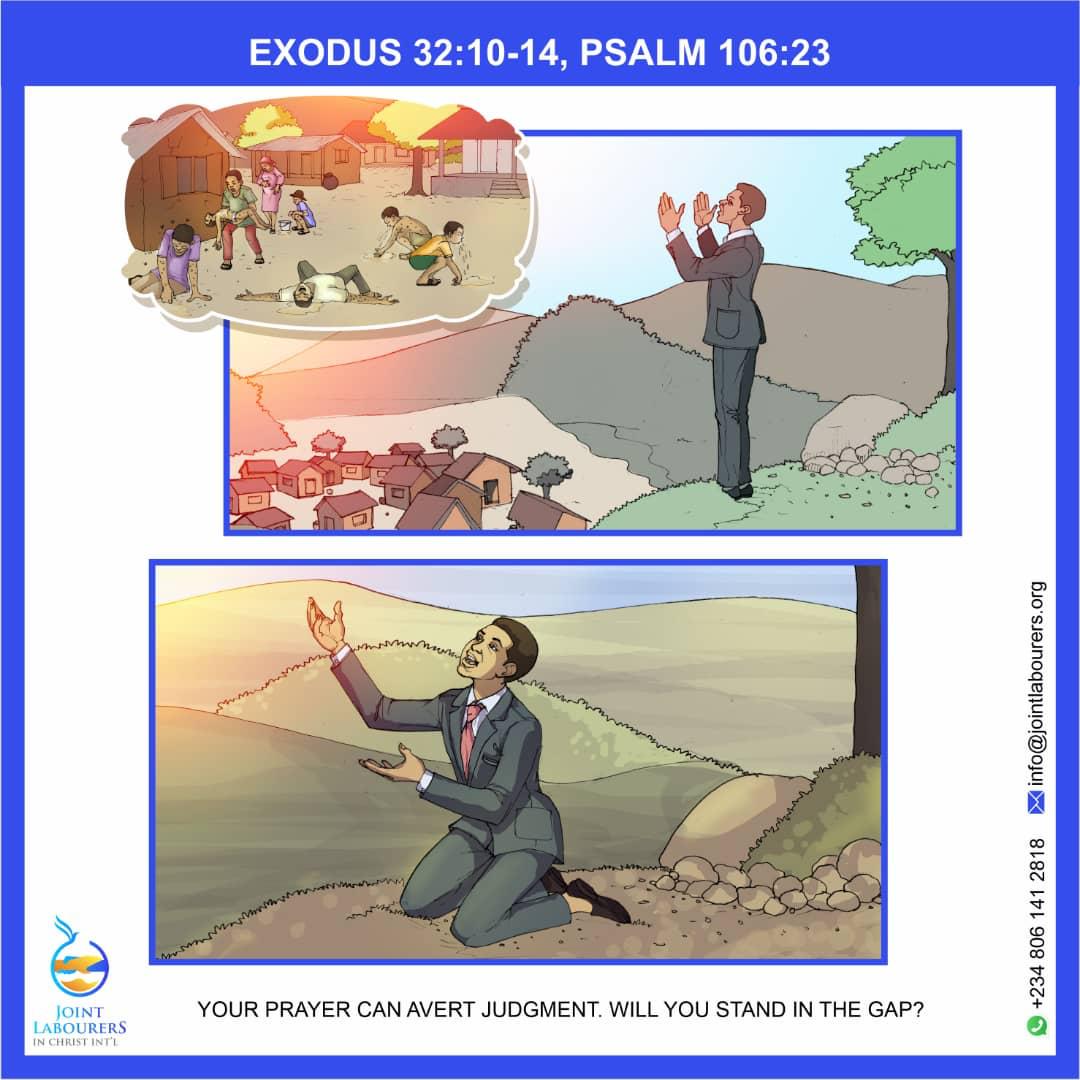 EXODUS 32:10-14, PSALM 106:23
YOUR PRAYER CAN AVERT JUDGMENT. WILL YOU STAND IN THE GAP?
JOINT
LABOURERS
IN CHRIST INT'L
+234 806 141 2818 info@jointlabourers.org